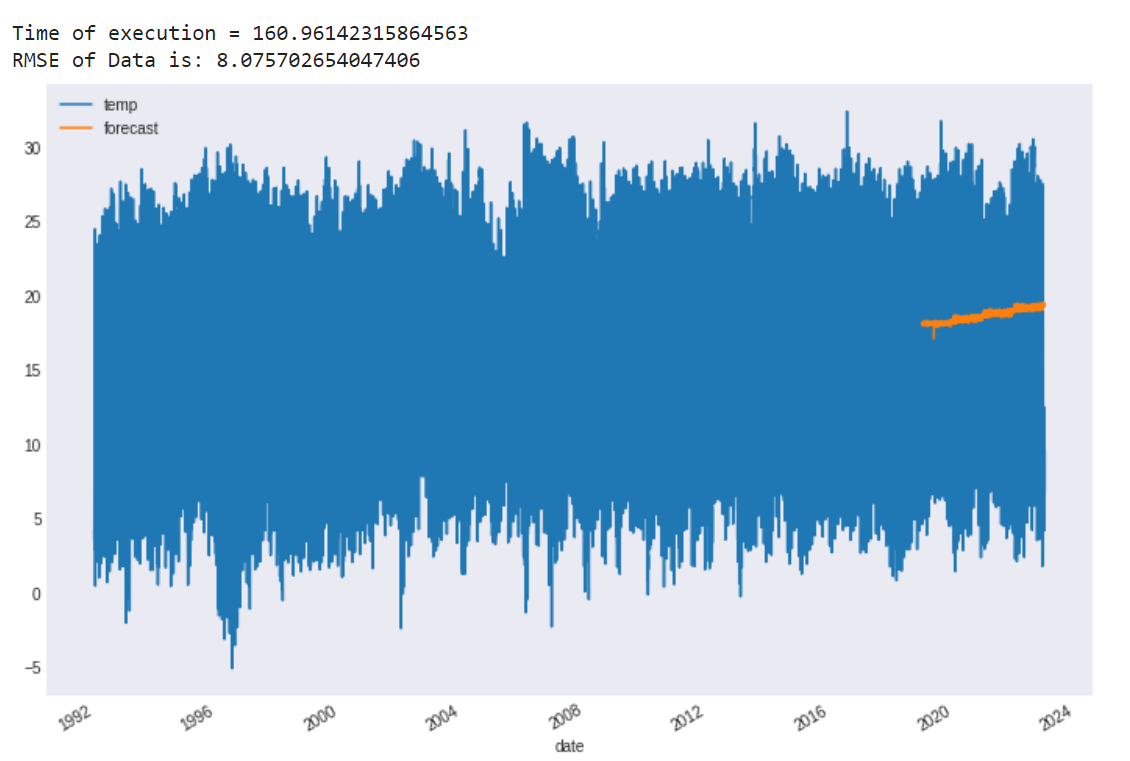 Time of execution = 160.96142315864563
RMSE of Data is: 8.075702654047406
temp
forecast
30
25
20
15
10
5
0
−5
1992 1996 2000 2004 2008 2012 2016 2020 2024
date